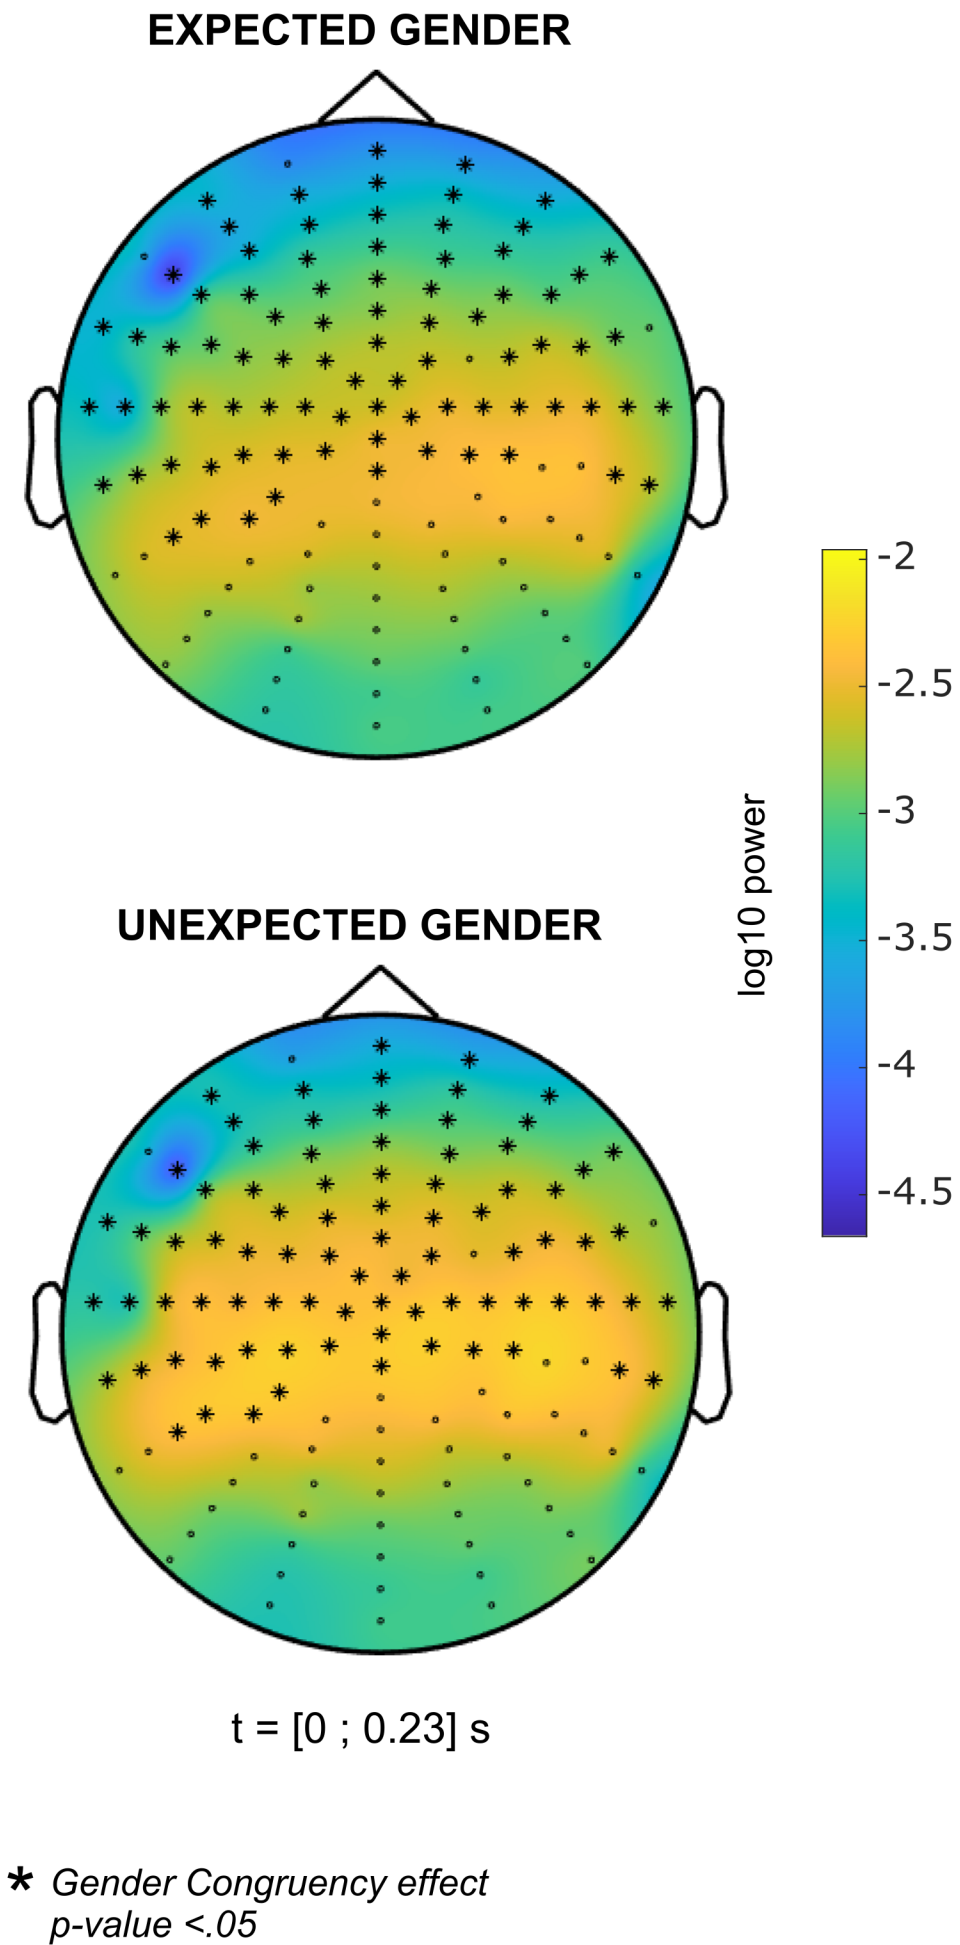 EXPECTED GENDER
-2
-2.5
-3
-3.5
-4
-4.5
log10 power
UNEXPECTED GENDER
t = [0 ; 0.23] s
* Gender Congruency effect
p-value <.05